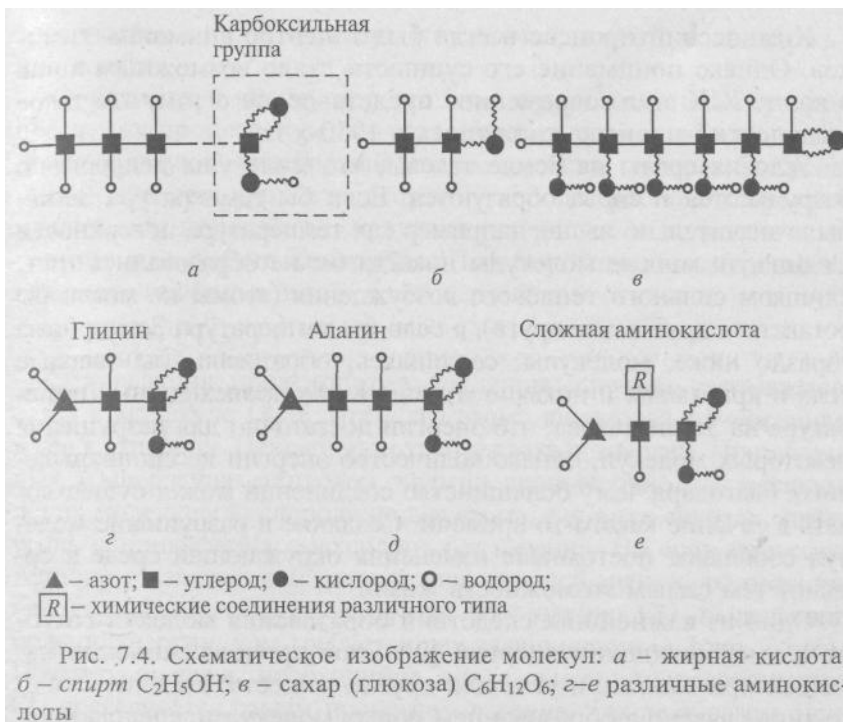 Карбоксильная
группа
а
б
в
Глицин
Аланин
Сложная аминокислота
R
г
д
е
– азот; – углерод; – кислород; – водород;
R – химические соединения различного типа
Рис. 7.4. Схематическое изображение молекул: а – жирная кислота
б – спирт C₂H₅OH; в – сахар (глюкоза) C₆H₁₂O₆; г–е различные аминокис-
лоты